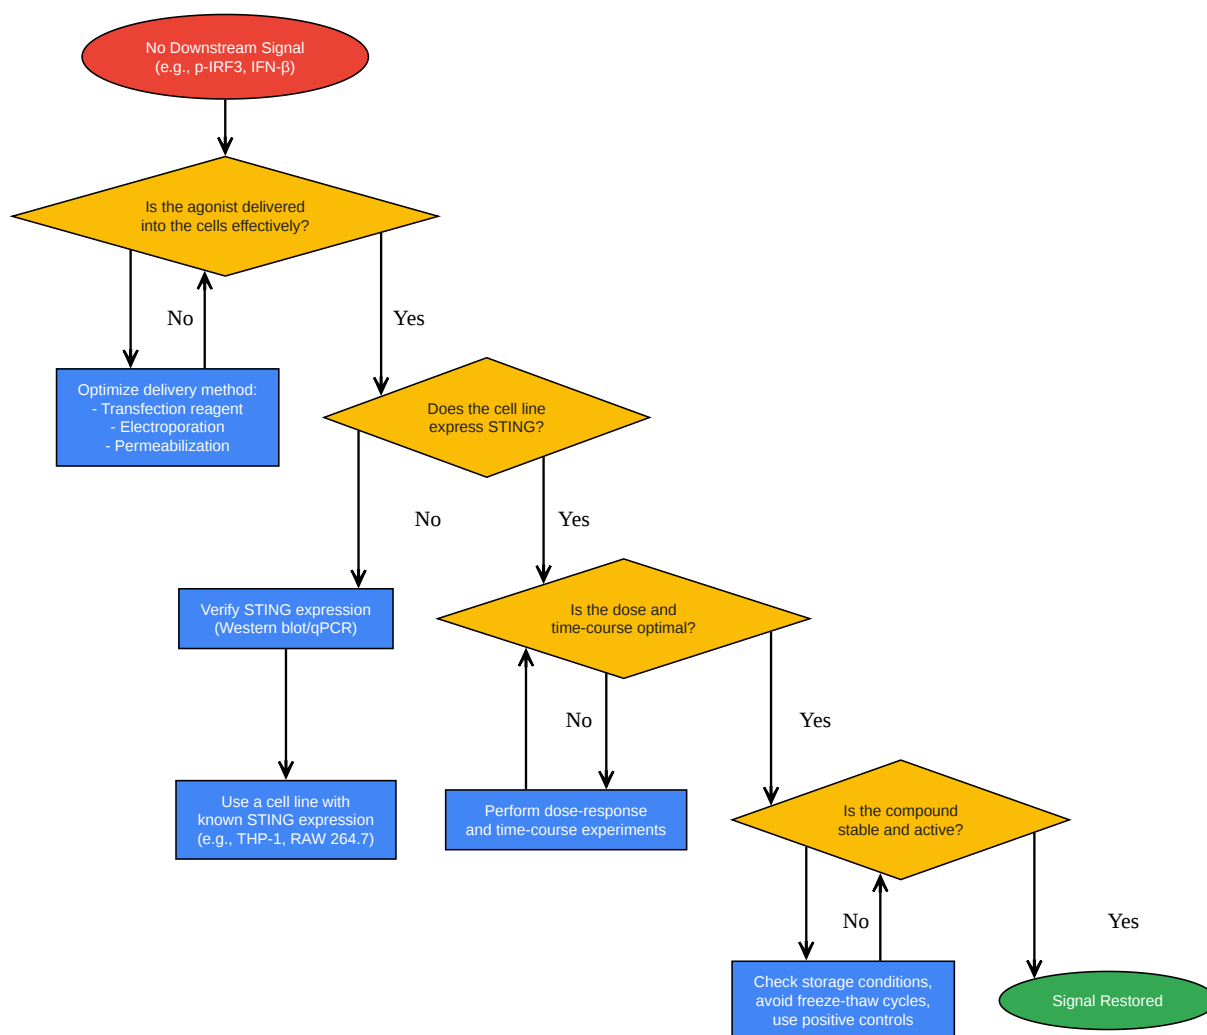 No Downstream Signal
(e.g., p-IRF3, IFN-β)
Is the agonist delivered
into the cells effectively?
No
Yes
Optimize delivery method:
- Transfection reagent
- Electroporation
- Permeabilization
Does the cell line
express STING?
No
Yes
Verify STING expression
(Western blot/qPCR)
Is the dose and
time-course optimal?
No
Yes
Use a cell line with
known STING expression
(e.g., THP-1, RAW 264.7)
Perform dose-response
and time-course experiments
Is the compound
stable and active?
No
Yes
Check storage conditions,
avoid freeze-thaw cycles,
use positive controls
Signal Restored